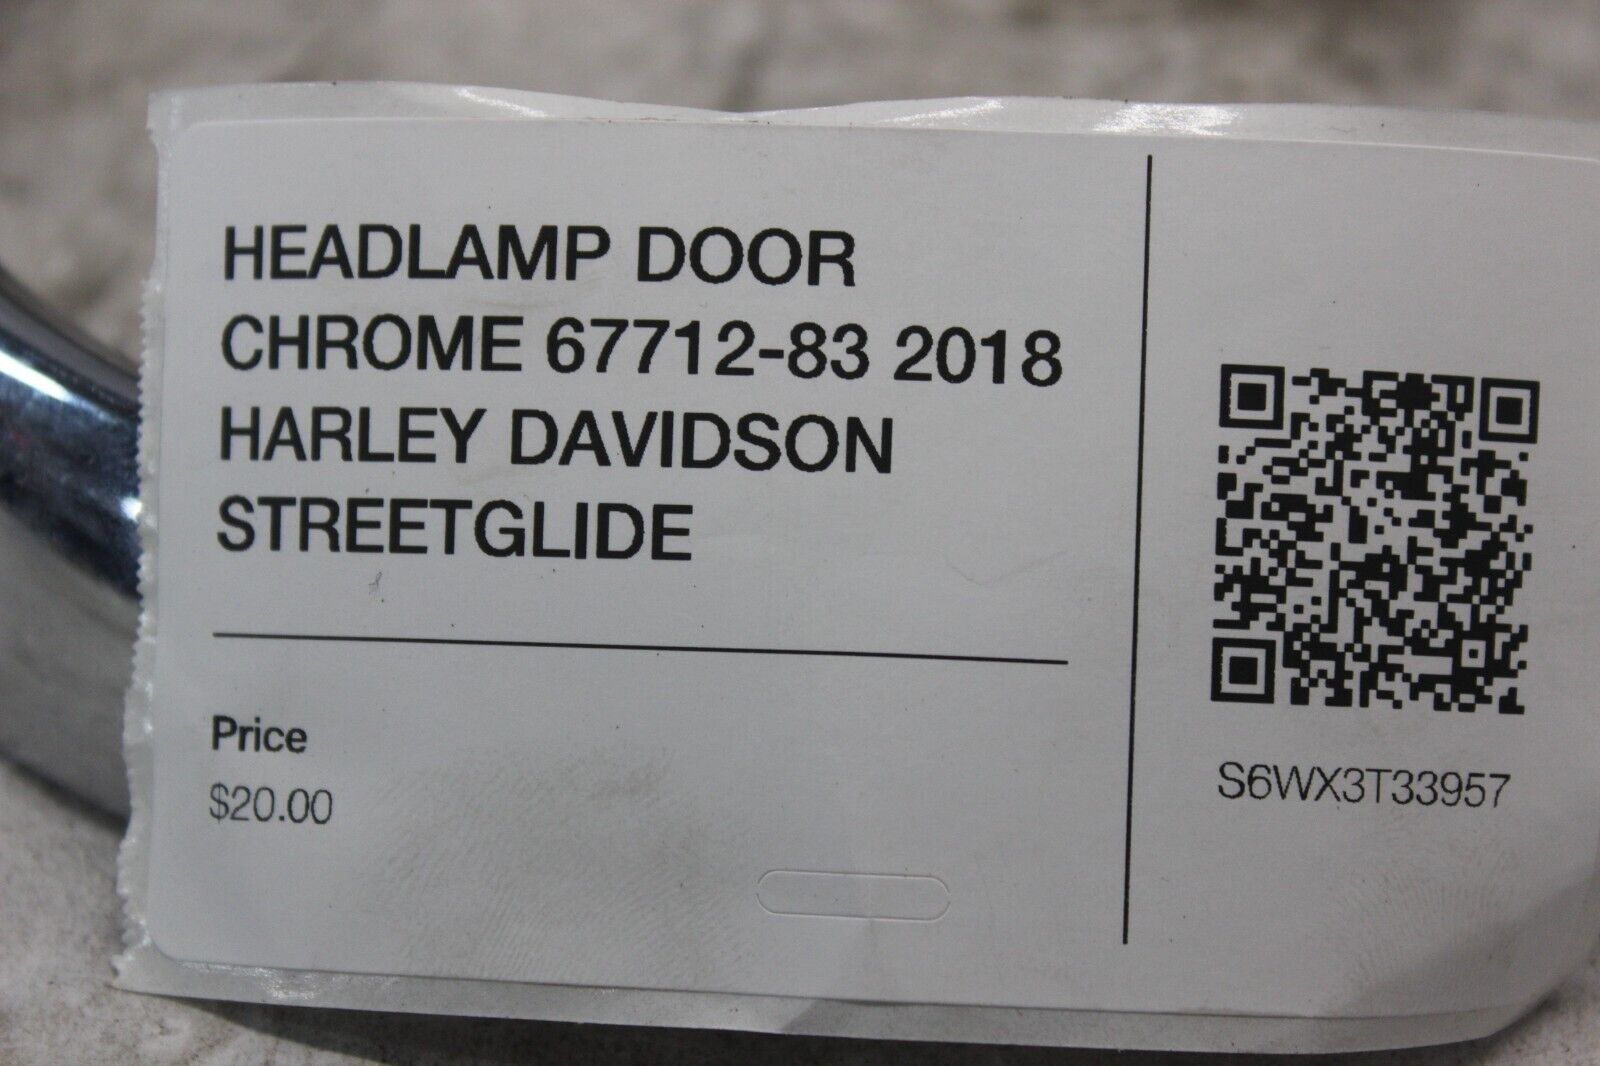 HEADLAMP DOOR
CHROME 67712-83 2018
HARLEY DAVIDSON
STREETGLIDE
Price
$20.00
S6WX3T33957